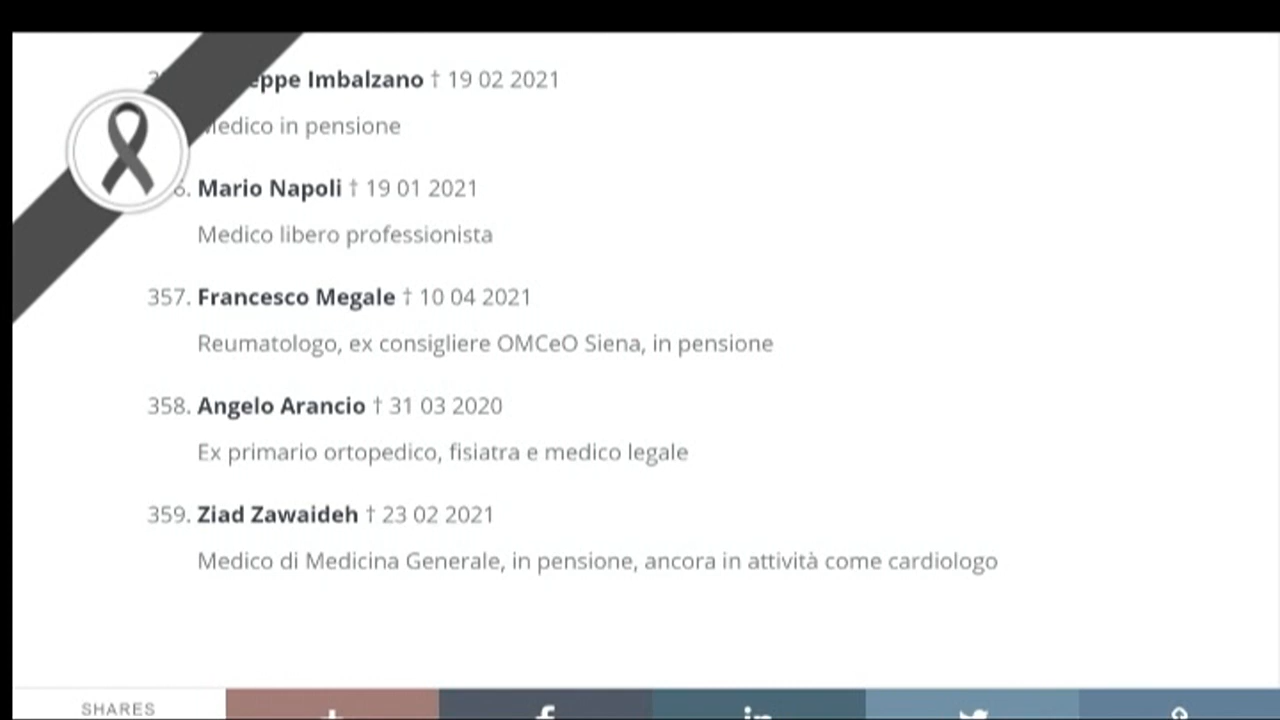 Imbalzano † 19 02 2021
Medico in pensione
Mario Napoli † 19 01 2021
Medico libero professionista
357. Francesco Megale † 10 04 2021
Reumatologo, ex consigliere OMCeO Siena, in pensione
358. Angelo Arancio † 31 03 2020
Ex primario ortopedico, fisiatra e medico legale
359. Ziad Zawaideh † 23 02 2021
Medico di Medicina Generale, in pensione, ancora in attività come cardiologo
SHARES